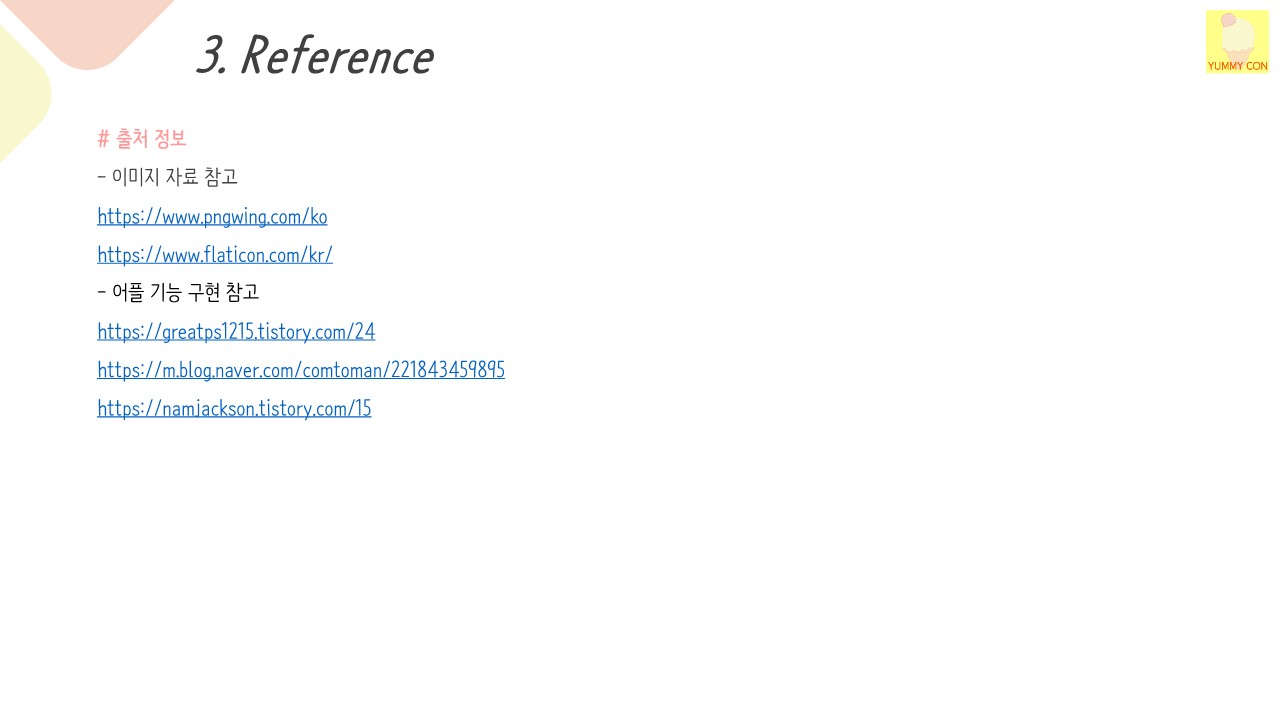 3. Reference
YUMMY CON
# 출처 정보
- 이미지 자료 참고
https://www.pngwing.com/ko
https://www.flaticon.com/kr/
- 어플 기능 구현 참고
https://greatps1215.tistory.com/24
https://m.blog.naver.com/comtoman/221843459895
https://namjackson.tistory.com/15